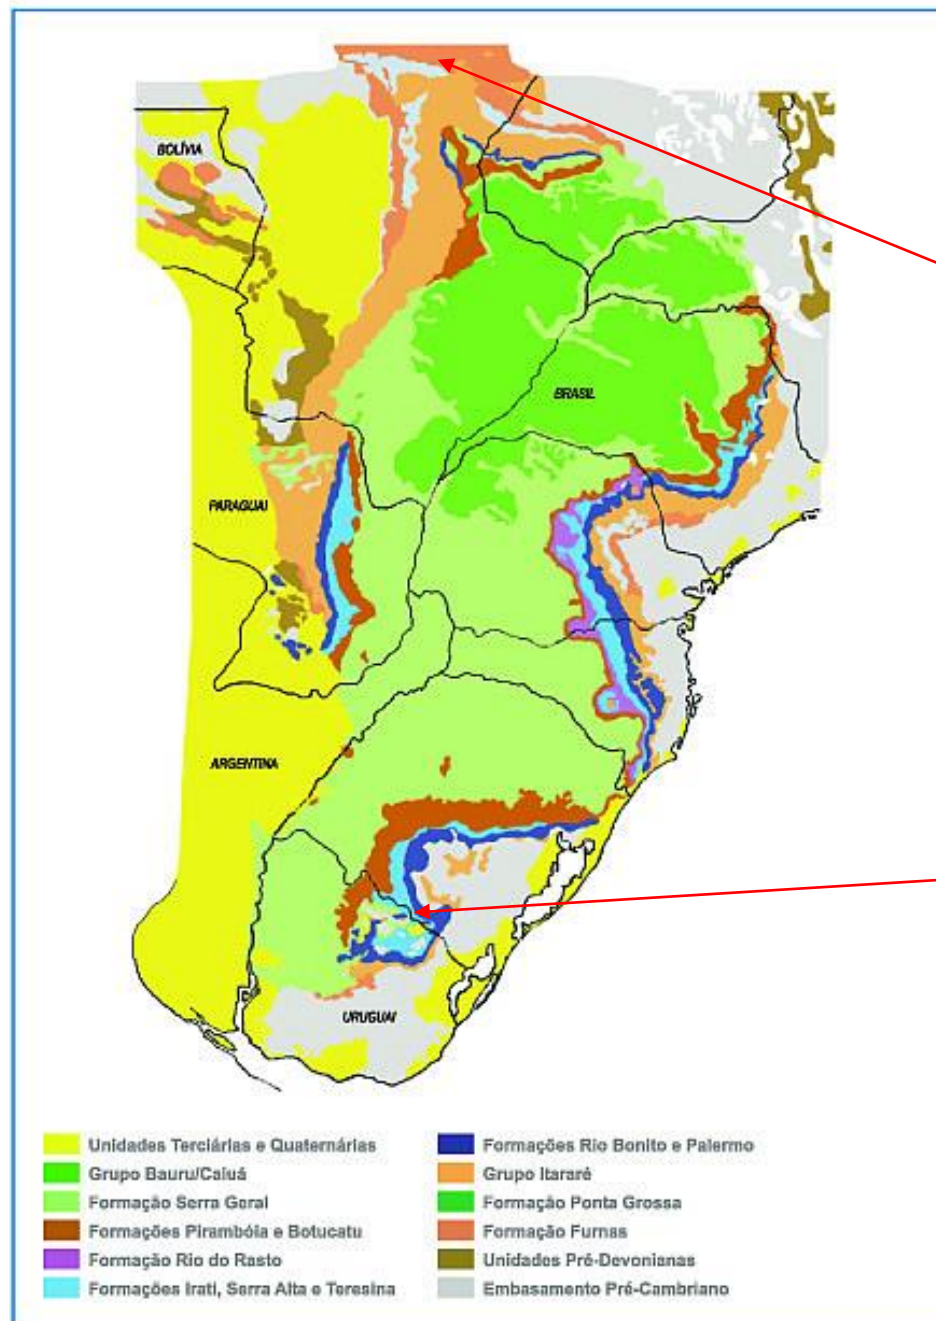 BOLÍVIA
BRASIL
PARAGUAI
ARGENTINA
URUGUAI
Unidades Terciárias e Quaternárias
Grupo Bauru/Caiuá
Formação Serra Geral
Formações Pirambóia e Botucatu
Formação Rio do Rasto
Formações Irati, Serra Alta e Teresina
Formações Rio Bonito e Palermo
Grupo Itararé
Formação Ponta Grossa
Formação Furnas
Unidades Pré-Devonianas
Embasamento Pré-Cambriano